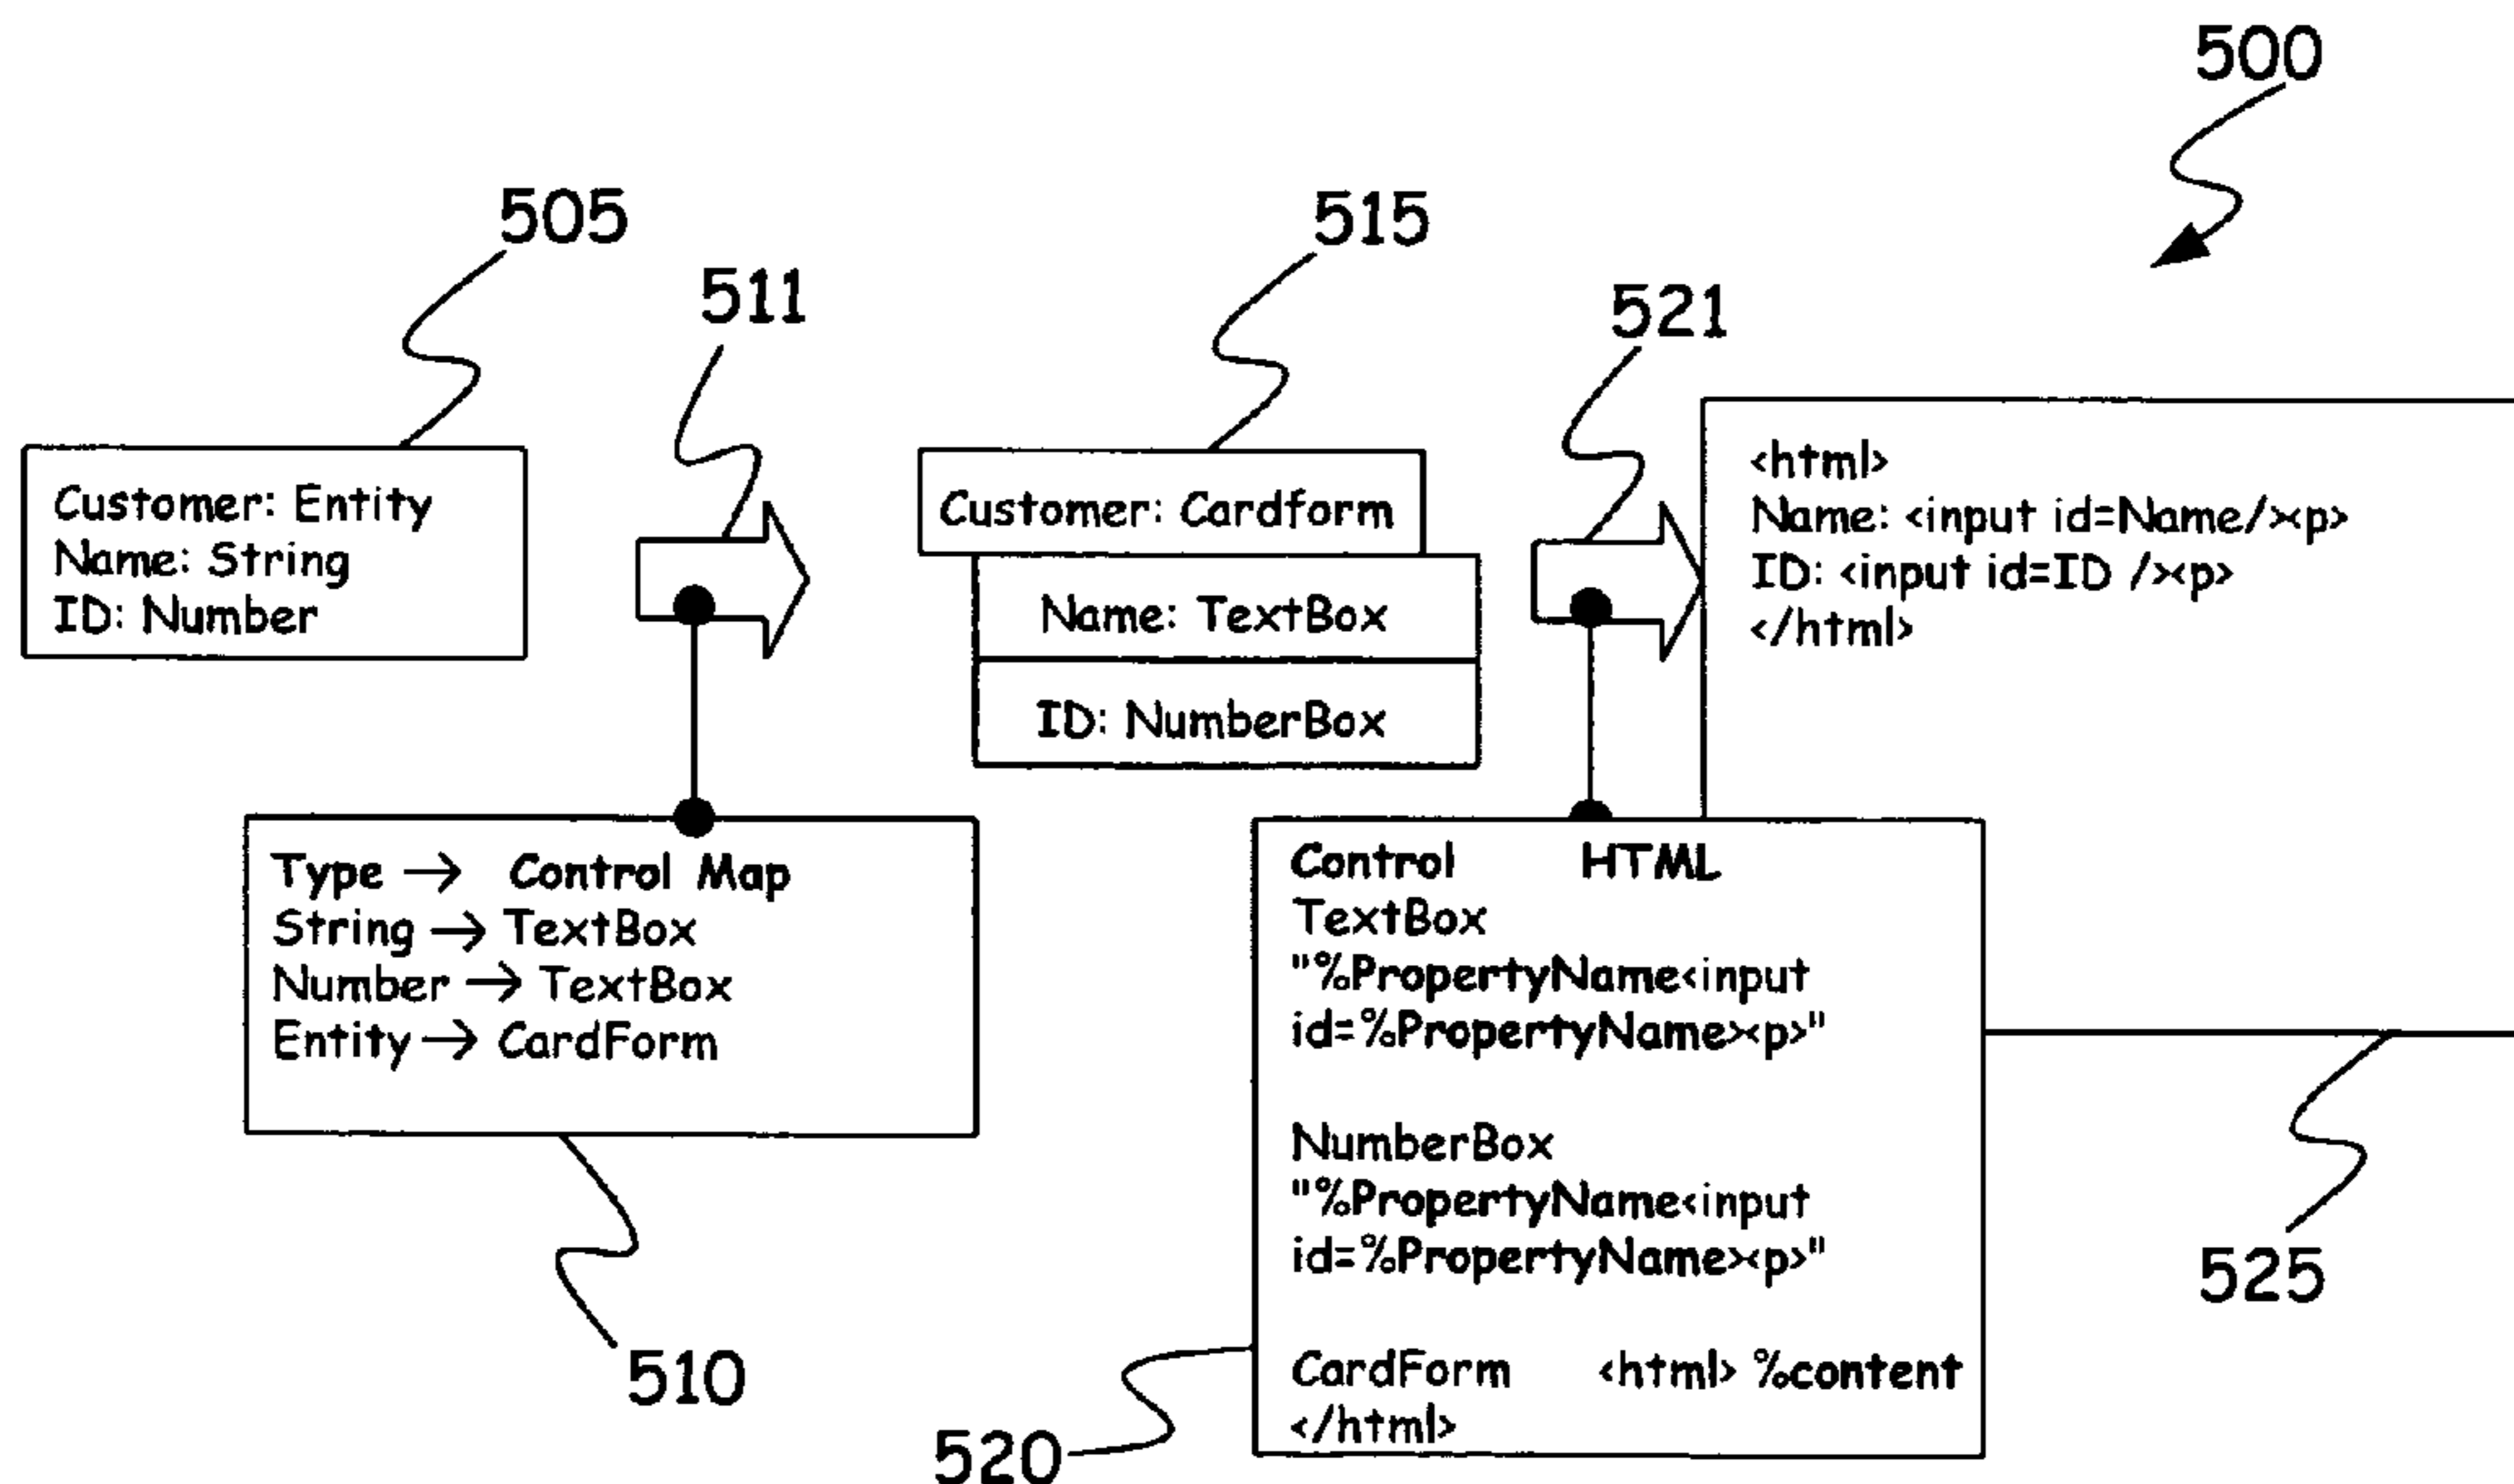 500
505
515
511
521
Customer: Entity
Name: String
ID: Number
Customer: Cardform
Name: TextBox
ID: NumberBox
<html>
Name: <input id=Name/><p>
ID: <input id=ID /><p>
</html>
Type → Control Map
String → TextBox
Number → TextBox
Entity → CardForm
510
Control HTML
TextBox
"%PropertyName<input
id=%PropertyName><p>"
NumberBox
"%PropertyName<input
id=%PropertyName><p>"
CardForm <html> %content
</html>
520
525